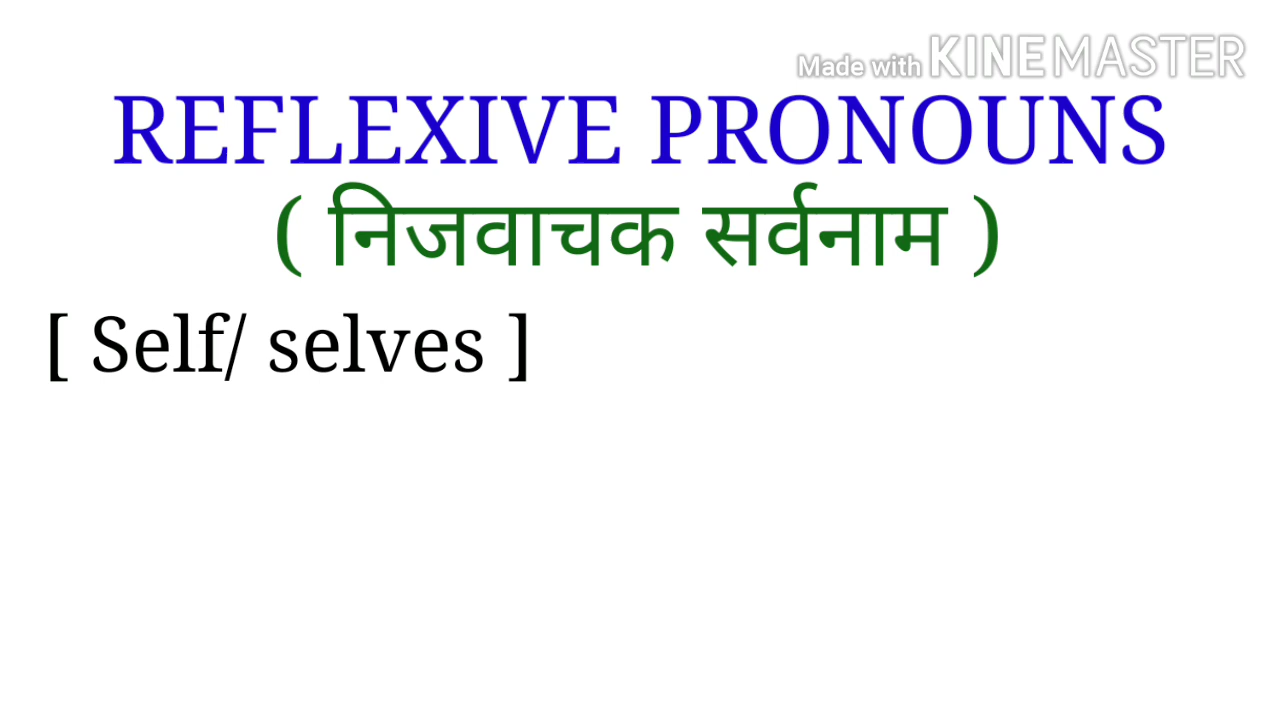 Made with KINEMASTER
REFLEXIVE PRONOUNS
( निजवाचक सर्वनाम )
[ Self/ selves ]